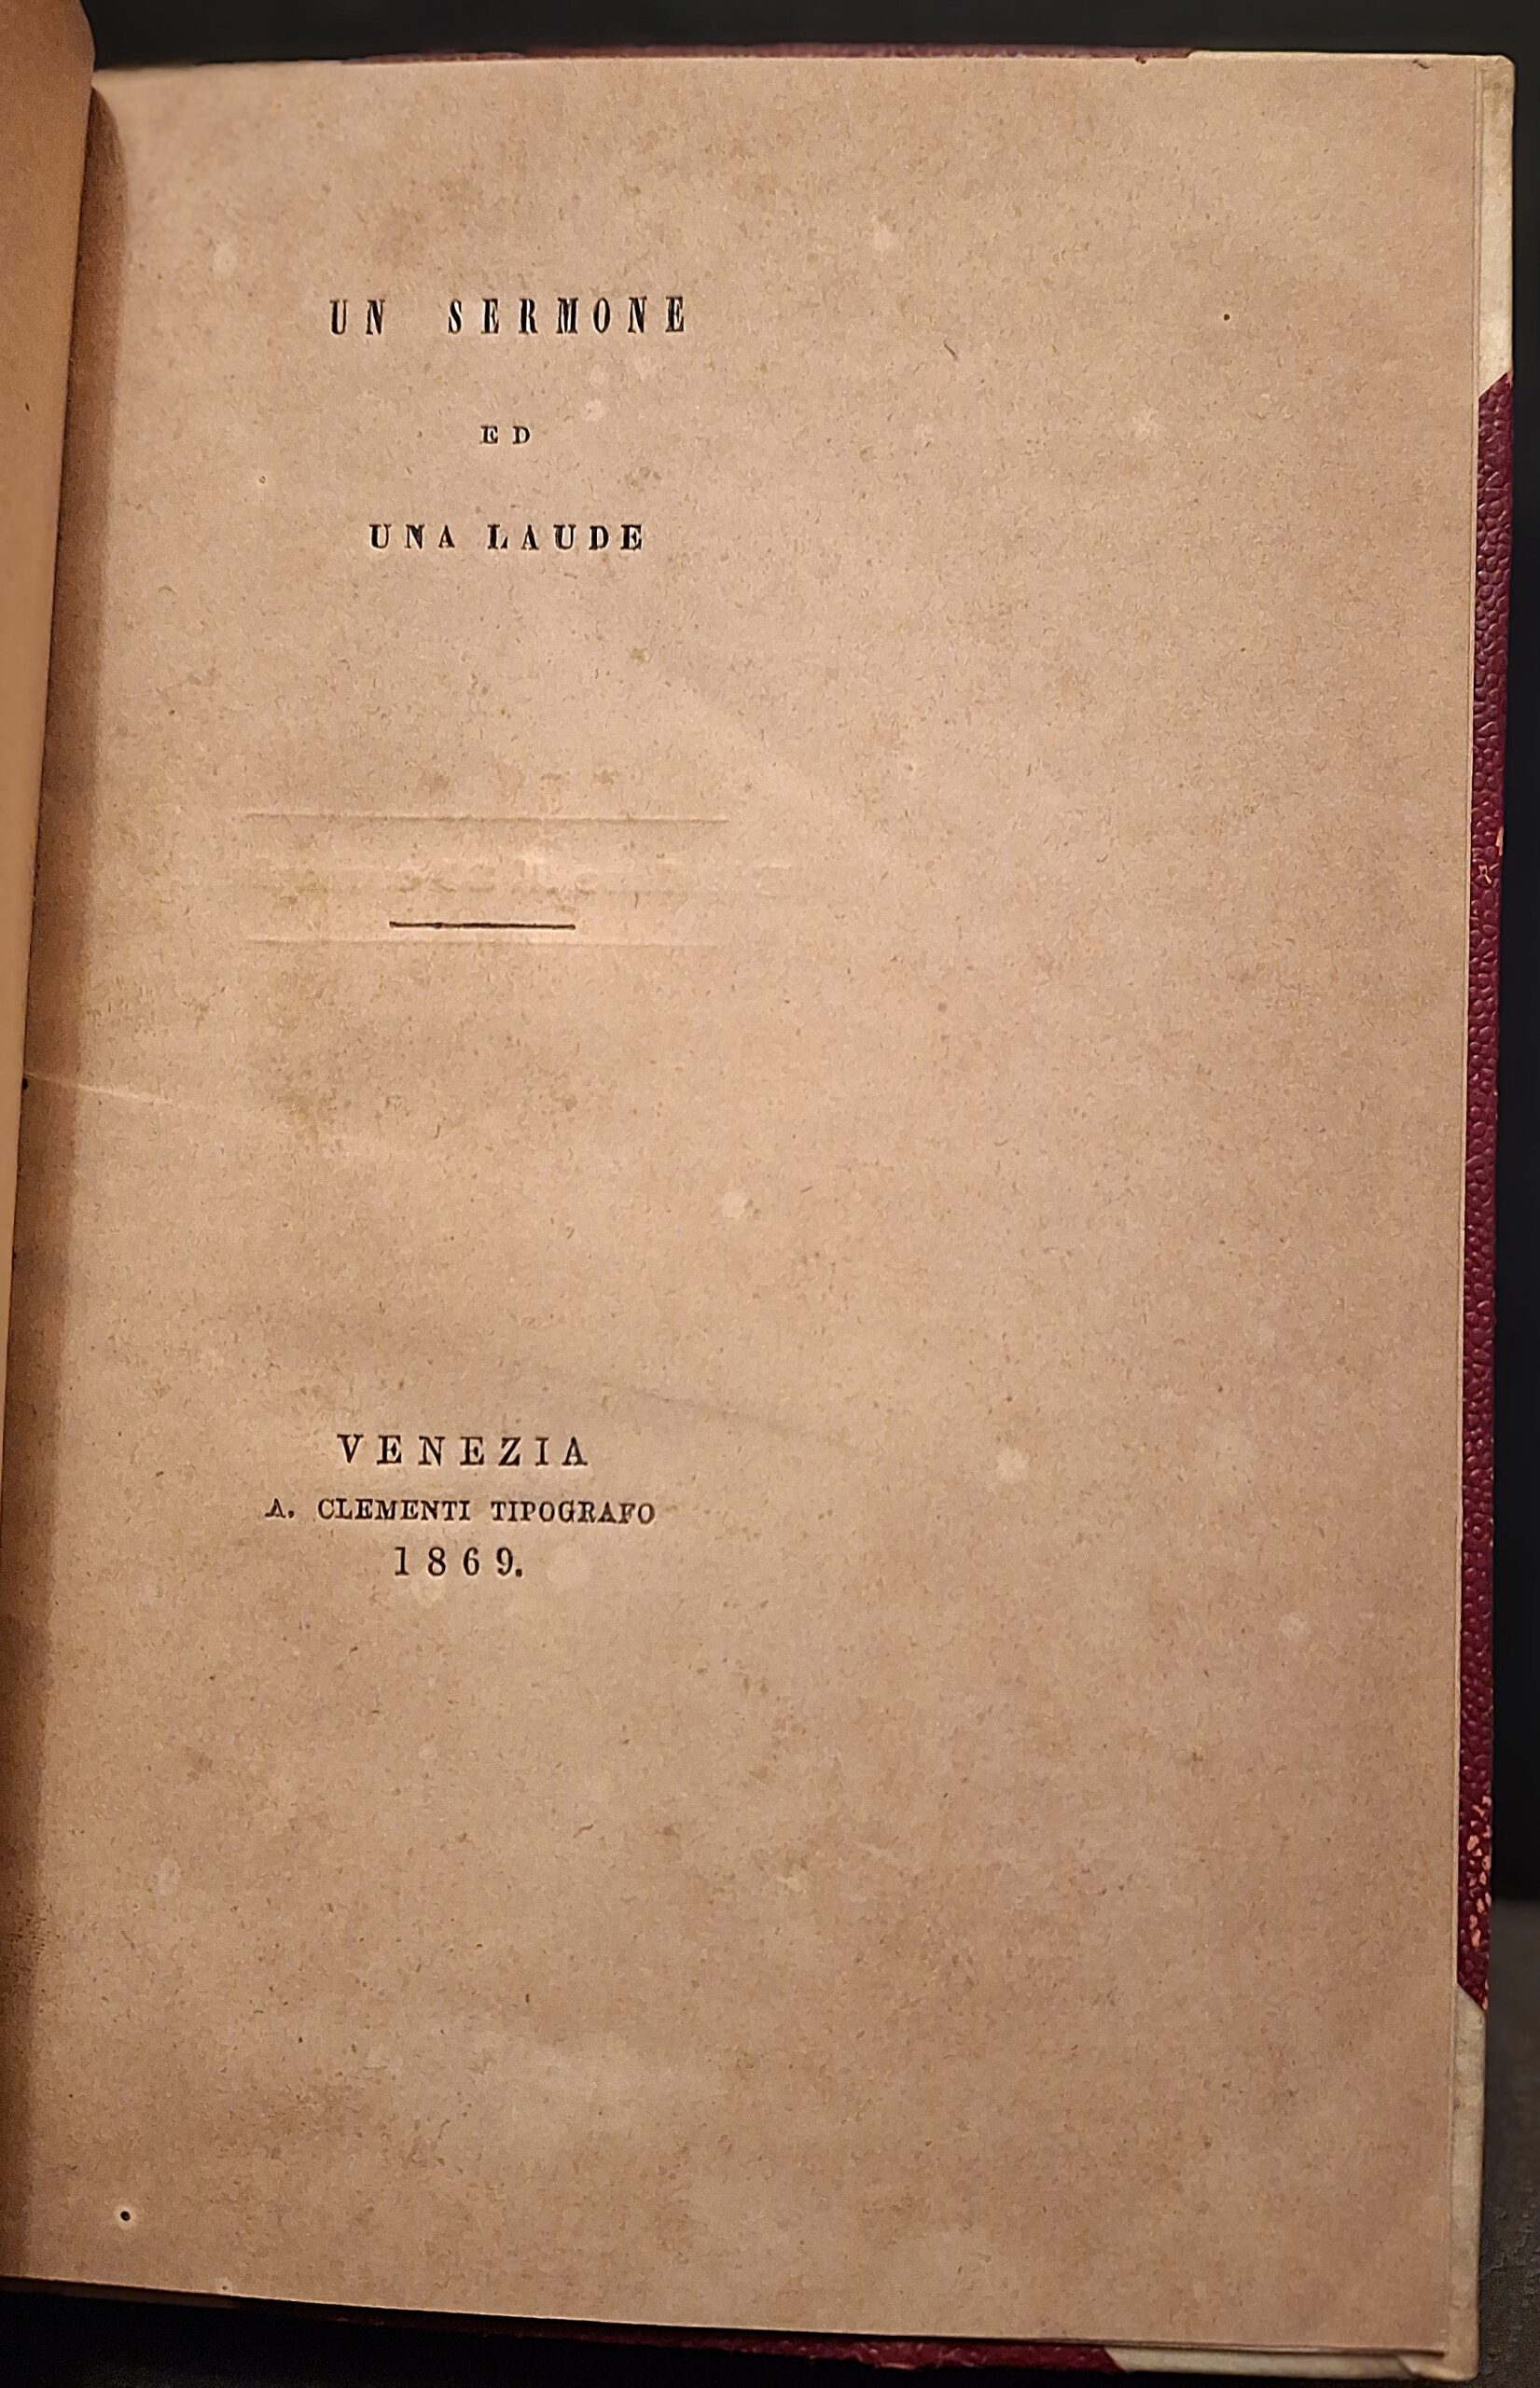 UN SERMONE
ED
UNA LAUDE
VENEZIA
A. CLEMENTI TIPOGRAFO
1869.